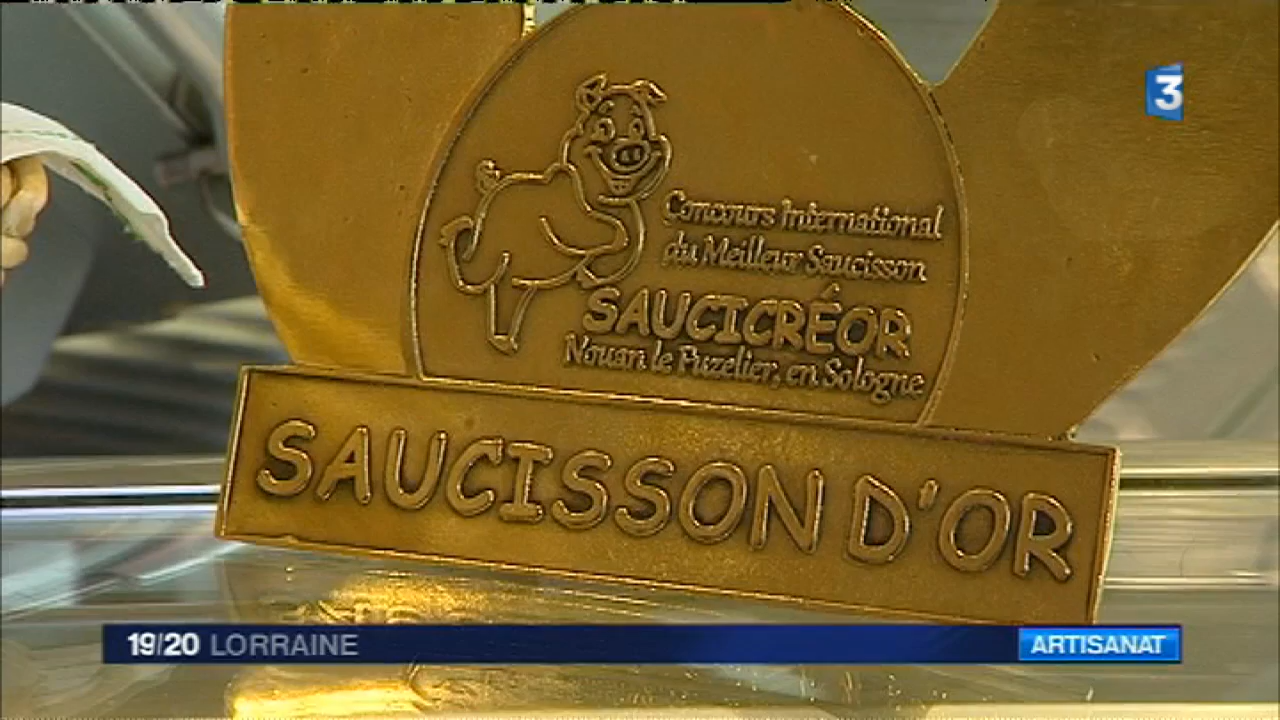 3
Concours International
du Meilleur Saucisson
SAUCICRÉOR
Nouan le Fuzelier, en Sologne
SAUCISSON D'OR
19/20 LORRAINE
ARTISANAT